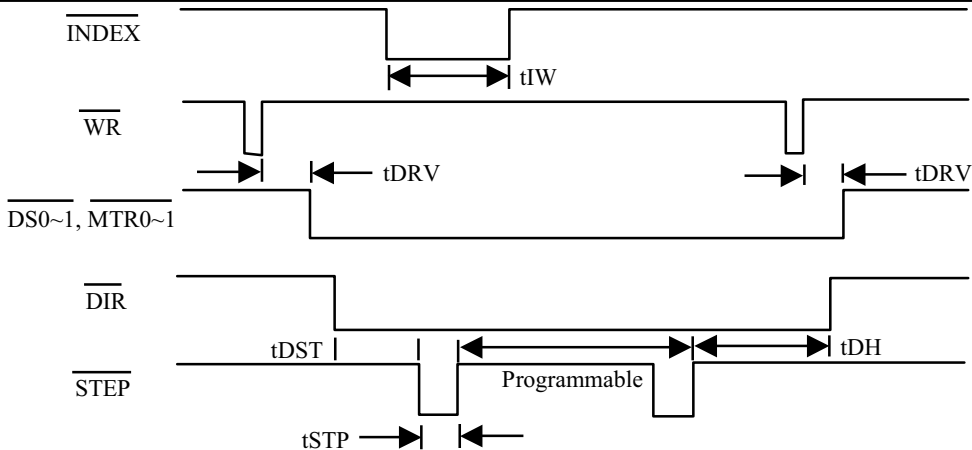 INDEX
tIW
WR
tDRV
tDRV
DS0~1, MTR0~1
DIR
tDST
tDH
Programmable
STEP
tSTP